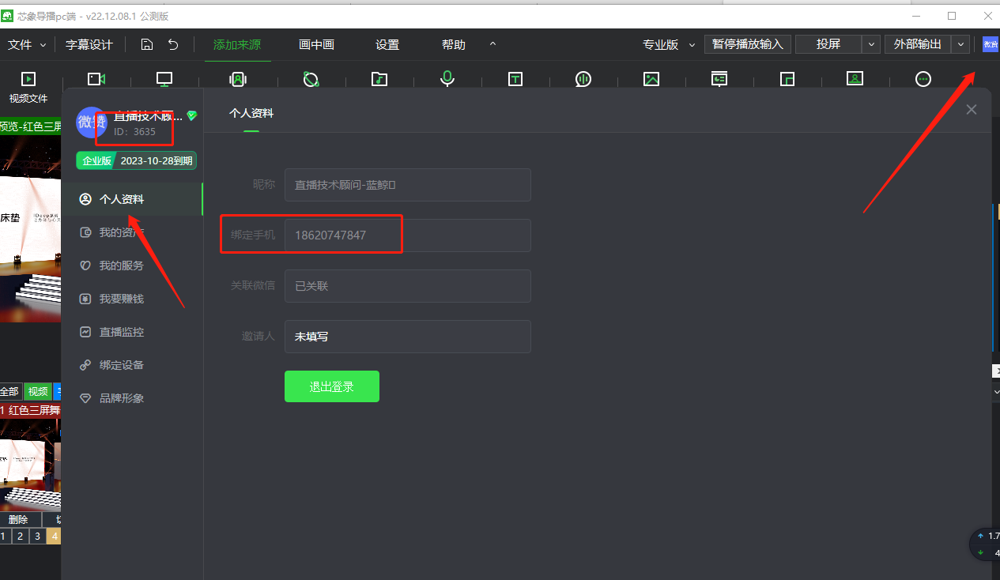 芯象导播pc端 - v22.12.08.1 公测版
文件 字幕设计 添加来源 画中画 设置 帮助 专业版 暂停播放输入 投屏 外部输出 微赞
视频文件
预览-红色三屏
微赞 直播技术顾...
ID：3635
企业版 2023-10-28到期
个人资料
我的资产
我的服务
我要赚钱
直播监控
绑定设备
品牌形象
个人资料
昵称 直播技术顾问-蓝鲸
绑定手机 18620747847
关联微信 已关联
邀请人 未填写
退出登录
床垫
全部 视频
1 红色三屏舞
删除
1 2 3 4
1.7
4